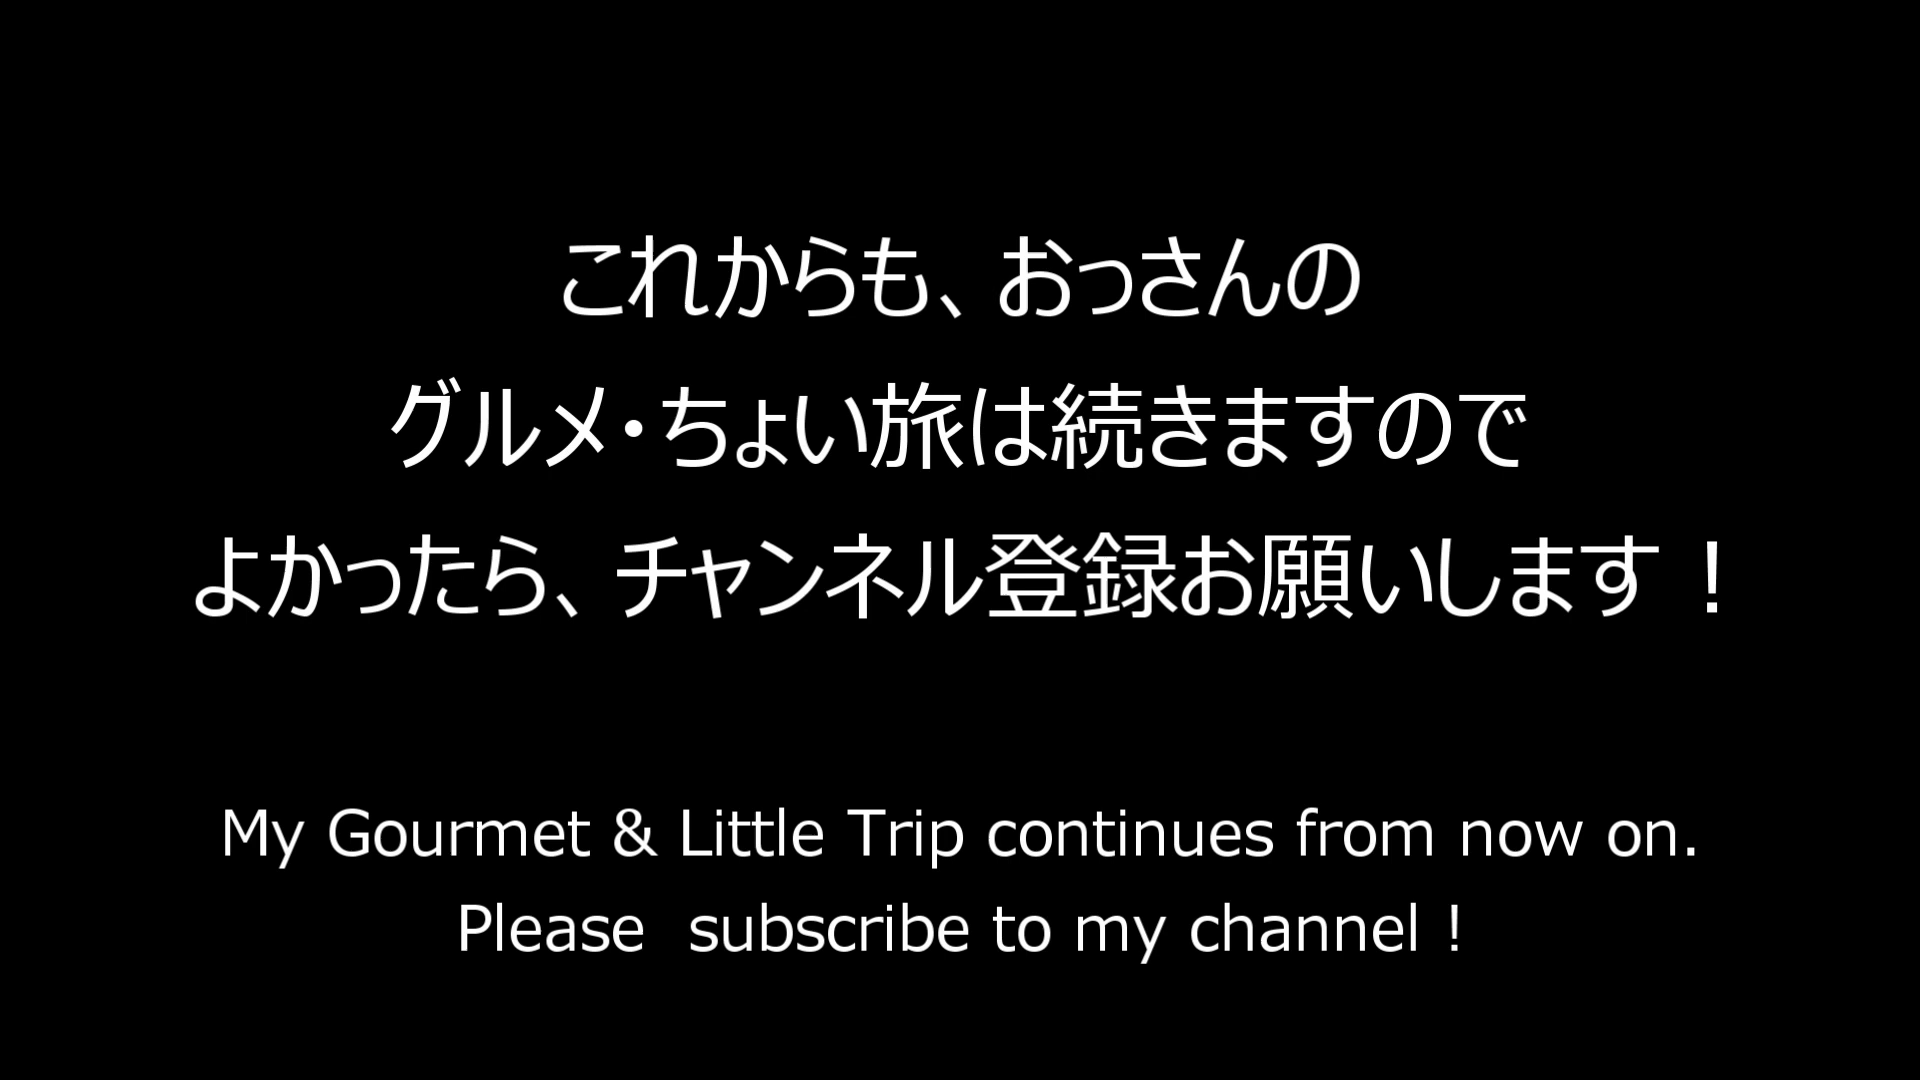 これからも、おっさんの
グルメ・ちょい旅は続きますので
よかったら、チャンネル登録お願いします！
My Gourmet & Little Trip continues from now on.
Please  subscribe to my channel !